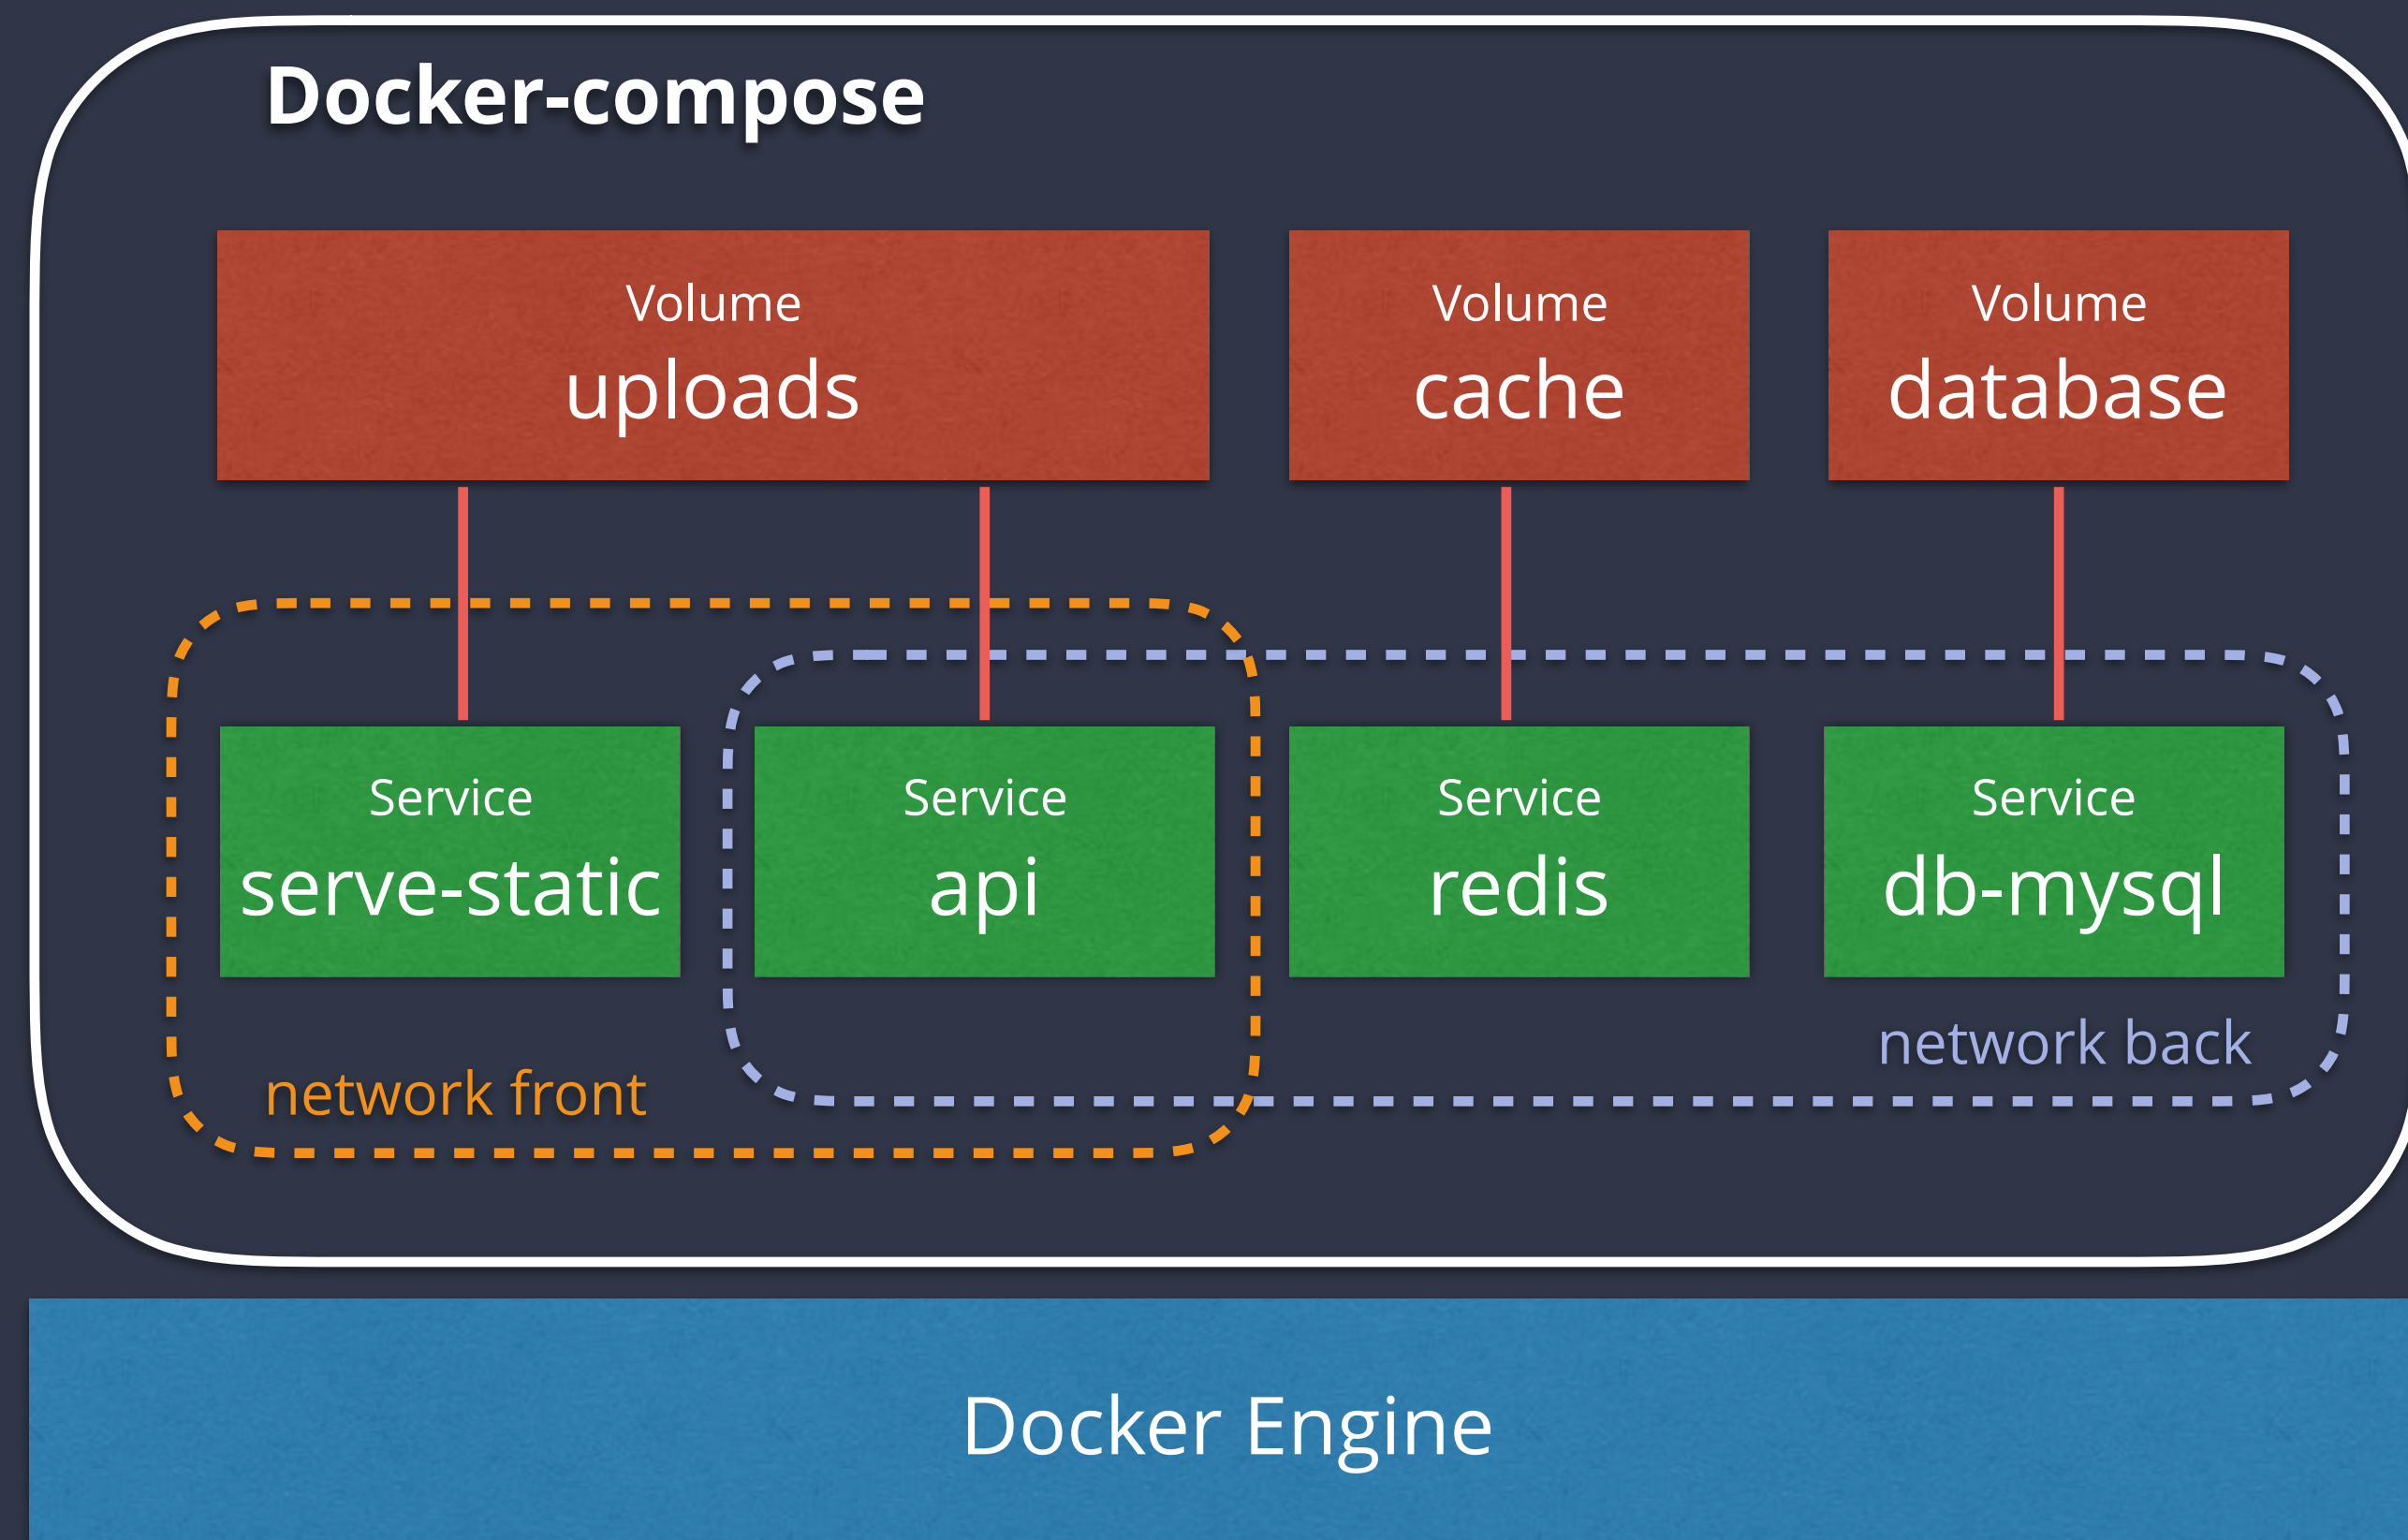 Docker-compose
Volume
uploads
Volume
cache
Volume
database
Service
serve-static
Service
api
Service
redis
Service
db-mysql
network back
network front
Docker Engine